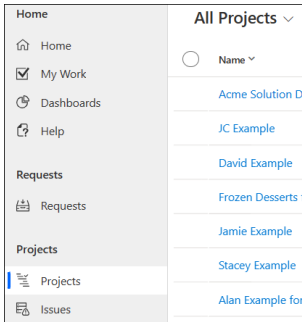 Home
Home
My Work
Dashboards
Help
Requests
Requests
Projects
Projects
Issues
All Projects
Name
Acme Solution D
JC Example
David Example
Frozen Desserts
Jamie Example
Stacey Example
Alan Example for